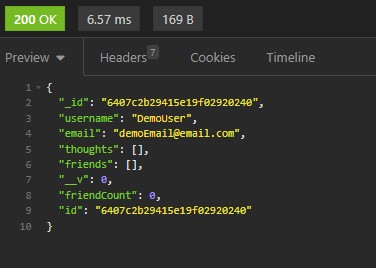 200 OK 6.57 ms 169 B
Preview Headers 7 Cookies Timeline
1 {
2 "_id": "6407c2b29415e19f02920240",
3 "username": "DemoUser",
4 "email": "demoEmail@email.com",
5 "thoughts": [],
6 "friends": [],
7 "__v": 0,
8 "friendCount": 0,
9 "id": "6407c2b29415e19f02920240"
10 }